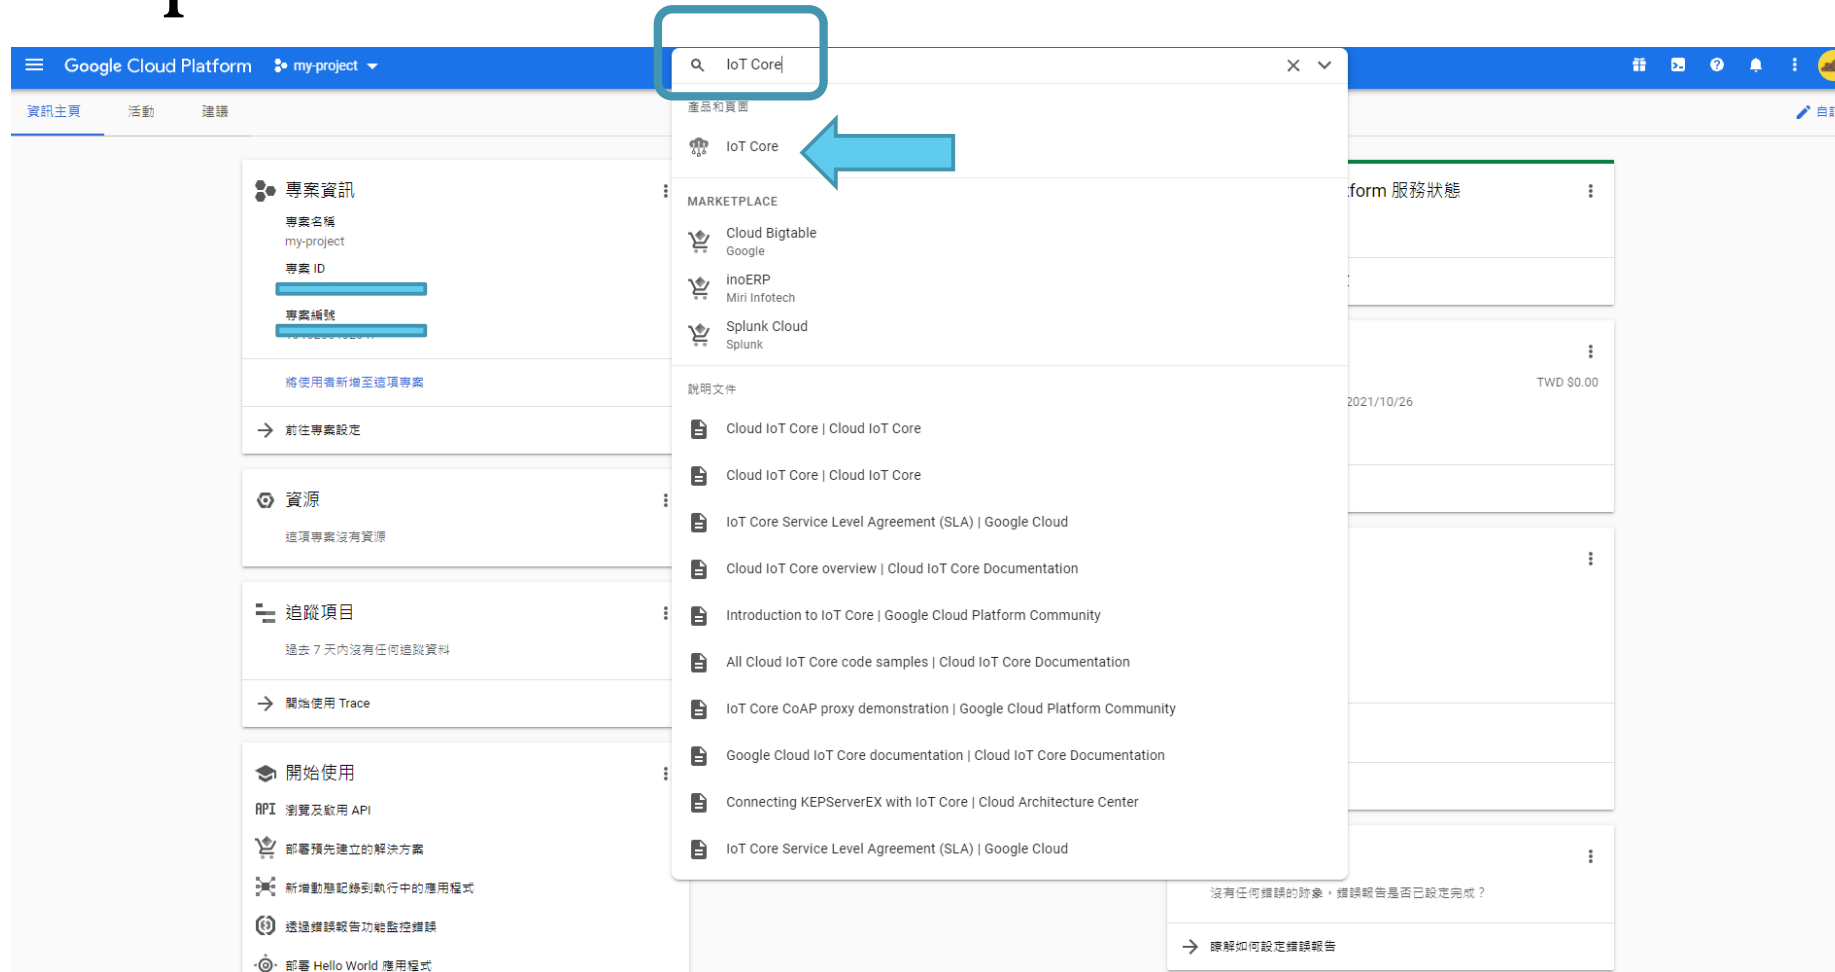 Google Cloud Platform
my-project
IoT Core
資訊主頁
活動
建議
自訂
產品和頁面
IoT Core
MARKETPLACE
Cloud Bigtable
Google
inoERP
Miri Infotech
Splunk Cloud
Splunk
說明文件
Cloud IoT Core | Cloud IoT Core
Cloud IoT Core | Cloud IoT Core
IoT Core Service Level Agreement (SLA) | Google Cloud
Cloud IoT Core overview | Cloud IoT Core Documentation
Introduction to IoT Core | Google Cloud Platform Community
All Cloud IoT Core code samples | Cloud IoT Core Documentation
IoT Core CoAP proxy demonstration | Google Cloud Platform Community
Google Cloud IoT Core documentation | Cloud IoT Core Documentation
Connecting KEPServerEX with IoT Core | Cloud Architecture Center
IoT Core Service Level Agreement (SLA) | Google Cloud
專案資訊
專案名稱
my-project
專案 ID
專案編號
將使用者新增至這項專案
前往專案設定
資源
這項專案沒有資源
追蹤項目
過去 7 天內沒有任何追蹤資料
開始使用 Trace
開始使用
API 瀏覽及啟用 API
部署預先建立的解決方案
新增動態記錄到執行中的應用程式
透過錯誤報告功能監控錯誤
部署 Hello World 應用程式
tform 服務狀態
TWD $0.00
2021/10/26
沒有任何錯誤的跡象。錯誤報告是否已設定完成？
瞭解如何設定錯誤報告